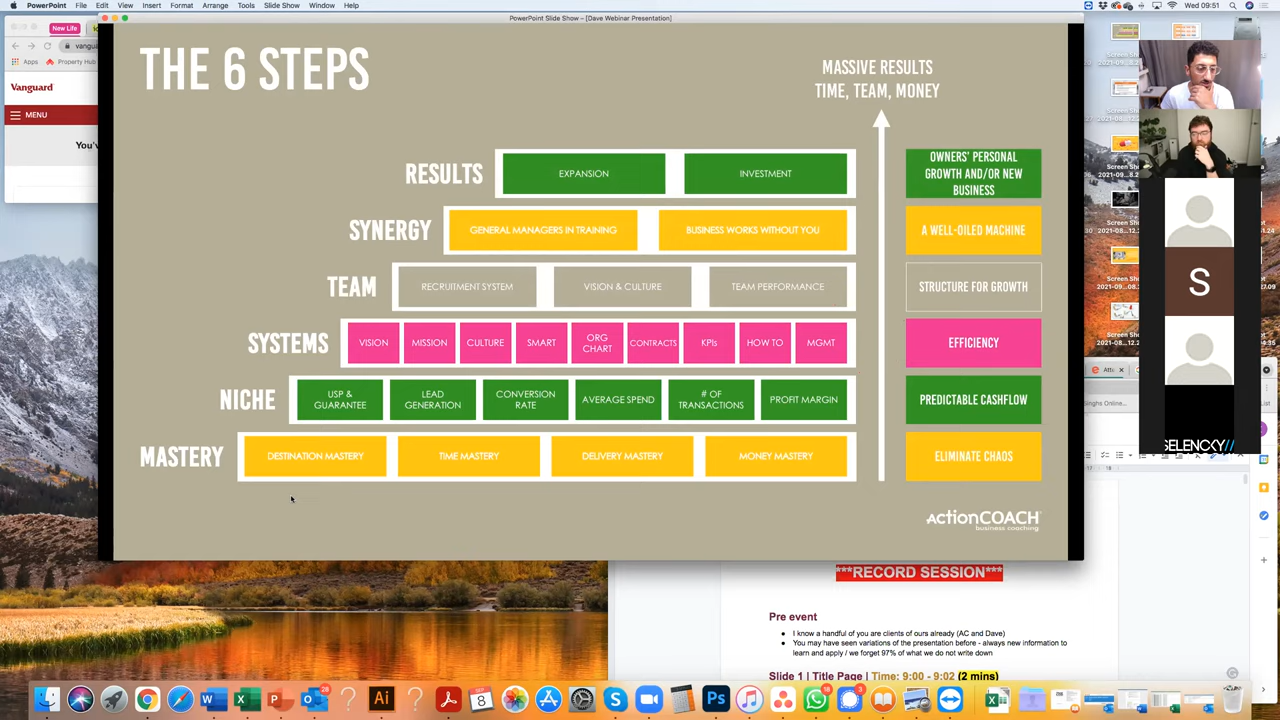 PowerPoint File Edit View Insert Format Arrange Tools Slide Show Window Help
Wed 09:51
PowerPoint Slide Show – [Dave Webinar Presentation]
New Life
Apps Property Hub
Vanguard
MENU
You'v
THE 6 STEPS
MASSIVE RESULTS
TIME, TEAM, MONEY
RESULTS
EXPANSION
INVESTMENT
OWNERS' PERSONAL
GROWTH AND/OR NEW
BUSINESS
SYNERGY
GENERAL MANAGERS IN TRAINING
BUSINESS WORKS WITHOUT YOU
A WELL-OILED MACHINE
TEAM
RECRUITMENT SYSTEM
VISION & CULTURE
TEAM PERFORMANCE
STRUCTURE FOR GROWTH
SYSTEMS
VISION
MISSION
CULTURE
SMART
ORG
CHART
CONTRACTS
KPIs
HOW TO
MGMT
EFFICIENCY
NICHE
USP &
GUARANTEE
LEAD
GENERATION
CONVERSION
RATE
AVERAGE SPEND
# OF
TRANSACTIONS
PROFIT MARGIN
PREDICTABLE CASHFLOW
MASTERY
DESTINATION MASTERY
TIME MASTERY
DELIVERY MASTERY
MONEY MASTERY
ELIMINATE CHAOS
ActionCOACH
business coaching
S
SELENCKY//
***RECORD SESSION***
Pre event
● I know a handful of you are clients of ours already (AC and Dave)
● You may have seen variations of the presentation before - always new information to
learn and apply / we forget 97% of what we do not write down
Slide 1 | Title Page | Time: 9:00 - 9:02 (2 mins)